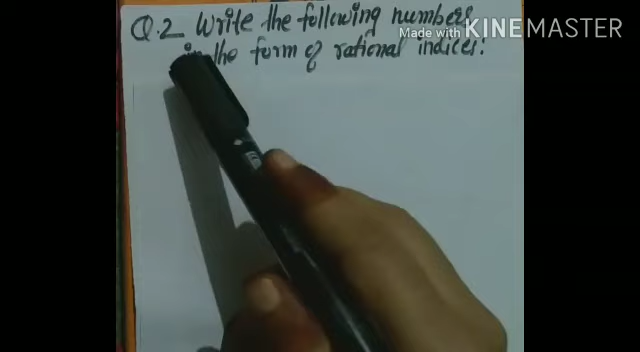 Q.2 Write the following numbers
in the form of rational indices:
Made with KINEMASTER